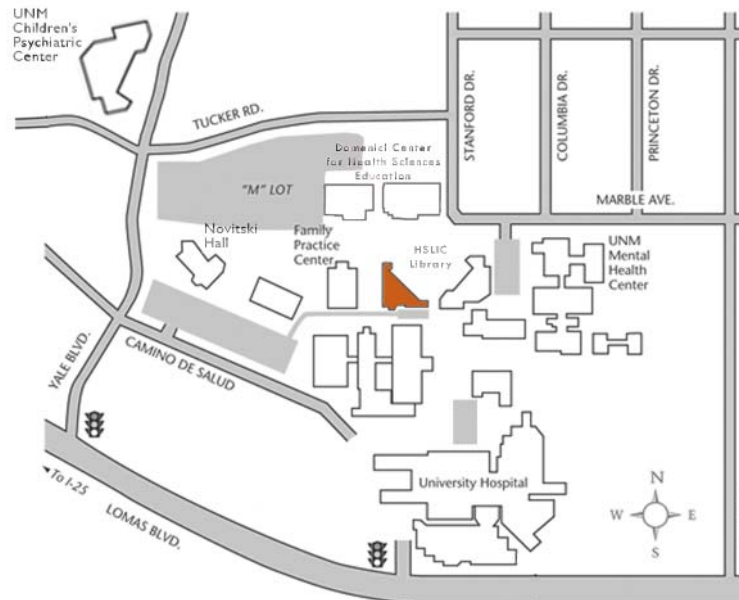 UNM
Children's
Psychiatric
Center
TUCKER RD.
STANFORD DR.
COLUMBIA DR.
PRINCETON DR.
Domenici Center
for Health Sciences
Education
"M" LOT
MARBLE AVE.
Novitski
Hall
Family
Practice
Center
HSLIC
Library
UNM
Mental
Health
Center
YALE BLVD.
CAMINO DE SALUD
To I-25
LOMAS BLVD.
University Hospital
N
W
E
S